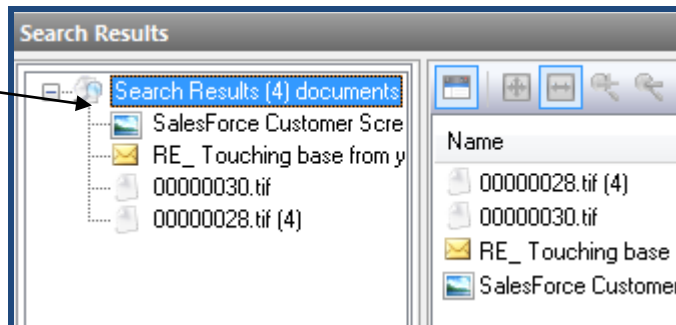 Search Results
Search Results (4) documents
SalesForce Customer Scre
RE_ Touching base from y
00000030.tif
00000028.tif (4)
Name
00000028.tif (4)
00000030.tif
RE_ Touching base
SalesForce Customer